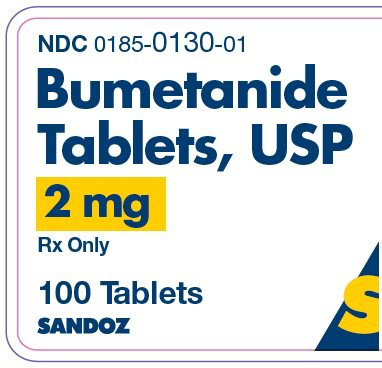 NDC 0185-0130-01
Bumetanide
Tablets, USP
2 mg
Rx Only
100 Tablets
SANDOZ
S